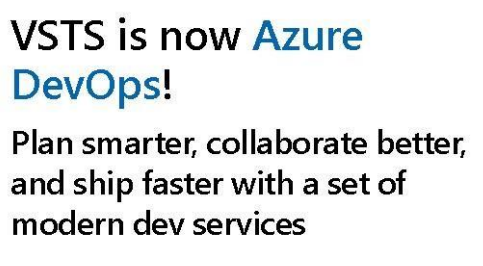 VSTS is now Azure
DevOps!
Plan smarter, collaborate better,
and ship faster with a set of
modern dev services